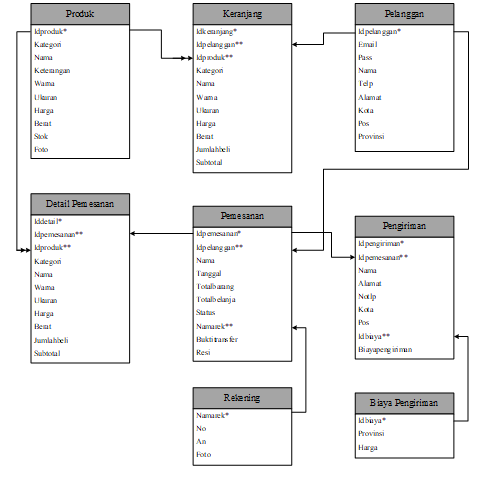 Produk
Idproduk*
Kategori
Nama
Keterangan
Warna
Ukuran
Harga
Berat
Stok
Foto
Keranjang
Idkeranjang*
Idpelanggan**
Idproduk**
Kategori
Nama
Warna
Ukuran
Harga
Berat
Jumlahbeli
Subtotal
Pelanggan
Idpelanggan*
Email
Pass
Nama
Telp
Alamat
Kota
Pos
Provinsi
Detail Pemesanan
Iddetail*
Idpemesanan**
Idproduk**
Kategori
Nama
Warna
Ukuran
Harga
Berat
Jumlahbeli
Subtotal
Pemesanan
Idpemesanan*
Idpelanggan**
Nama
Tanggal
Totalbarang
Totalbelanja
Status
Namarek**
Buktitransfer
Resi
Pengiriman
Idpengiriman*
Idpemesanan**
Nama
Alamat
Notlp
Kota
Pos
Idbiaya**
Biayapengiriman
Rekening
Namarek*
No
An
Foto
Biaya Pengiriman
Idbiaya*
Provinsi
Harga